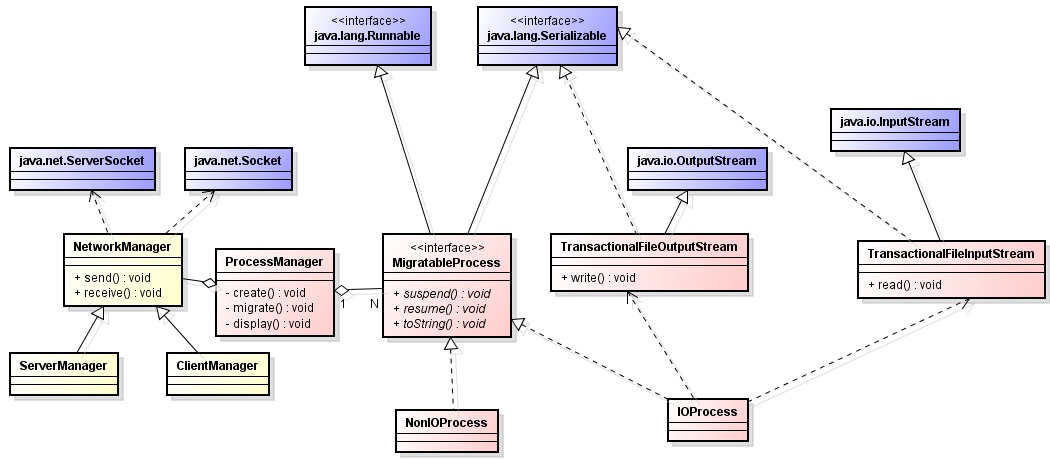 <<interface>>
java.lang.Runnable
<<interface>>
java.lang.Serializable
java.io.InputStream
java.net.ServerSocket
java.net.Socket
java.io.OutputStream
NetworkManager
+ send() : void
+ receive() : void
ProcessManager
- create() : void
- migrate() : void
- display() : void
1
N
<<interface>>
MigratableProcess
+ suspend() : void
+ resume() : void
+ toString() : void
TransactionalFileOutputStream
+ write() : void
TransactionalFileInputStream
+ read() : void
ServerManager
ClientManager
NonIOProcess
IOProcess